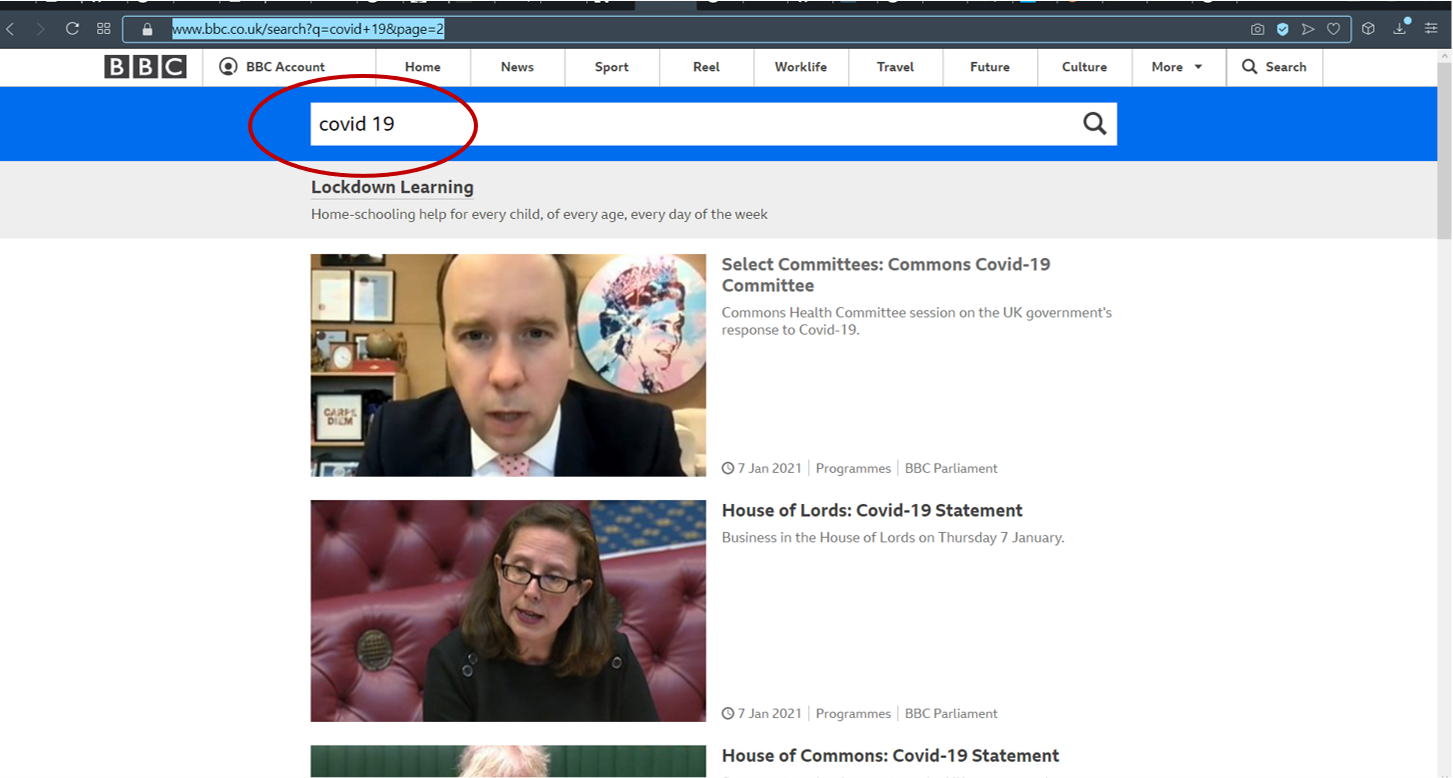 www.bbc.co.uk/search?q=covid+19&page=2
BBC BBC Account Home News Sport Reel Worklife Travel Future Culture More Search
covid 19
Lockdown Learning
Home-schooling help for every child, of every age, every day of the week
Select Committees: Commons Covid-19
Committee
Commons Health Committee session on the UK government's
response to Covid-19.
CARPE
DIEM
7 Jan 2021 Programmes BBC Parliament
House of Lords: Covid-19 Statement
Business in the House of Lords on Thursday 7 January.
7 Jan 2021 Programmes BBC Parliament
House of Commons: Covid-19 Statement